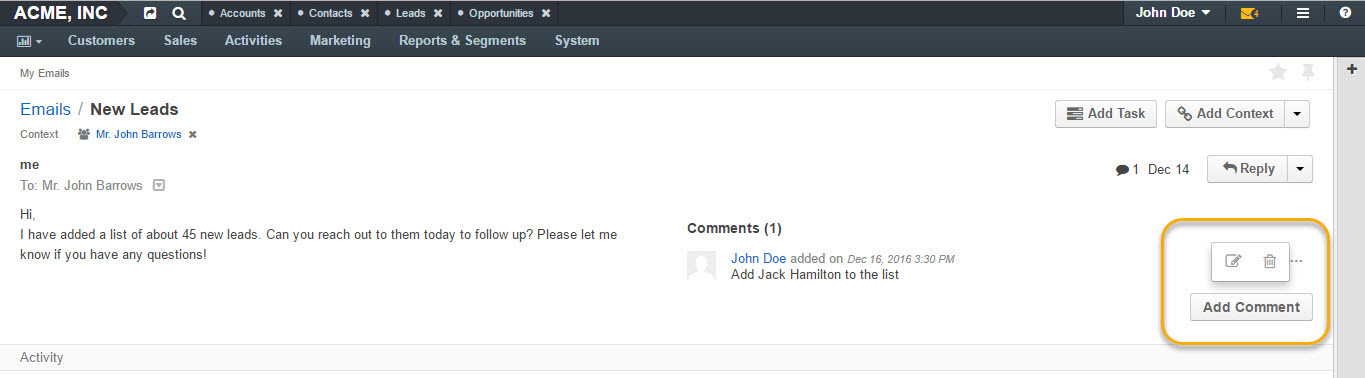 ACME, INC
Accounts × Contacts × Leads × Opportunities ×
John Doe 4
Customers Sales Activities Marketing Reports & Segments System
My Emails
Emails / New Leads
Add Task Add Context
Context Mr. John Barrows ×
me
1 Dec 14 Reply
To: Mr. John Barrows
Hi,
I have added a list of about 45 new leads. Can you reach out to them today to follow up? Please let me
know if you have any questions!
Comments (1)
John Doe added on Dec 16, 2016 3:30 PM
Add Jack Hamilton to the list
Add Comment
Activity